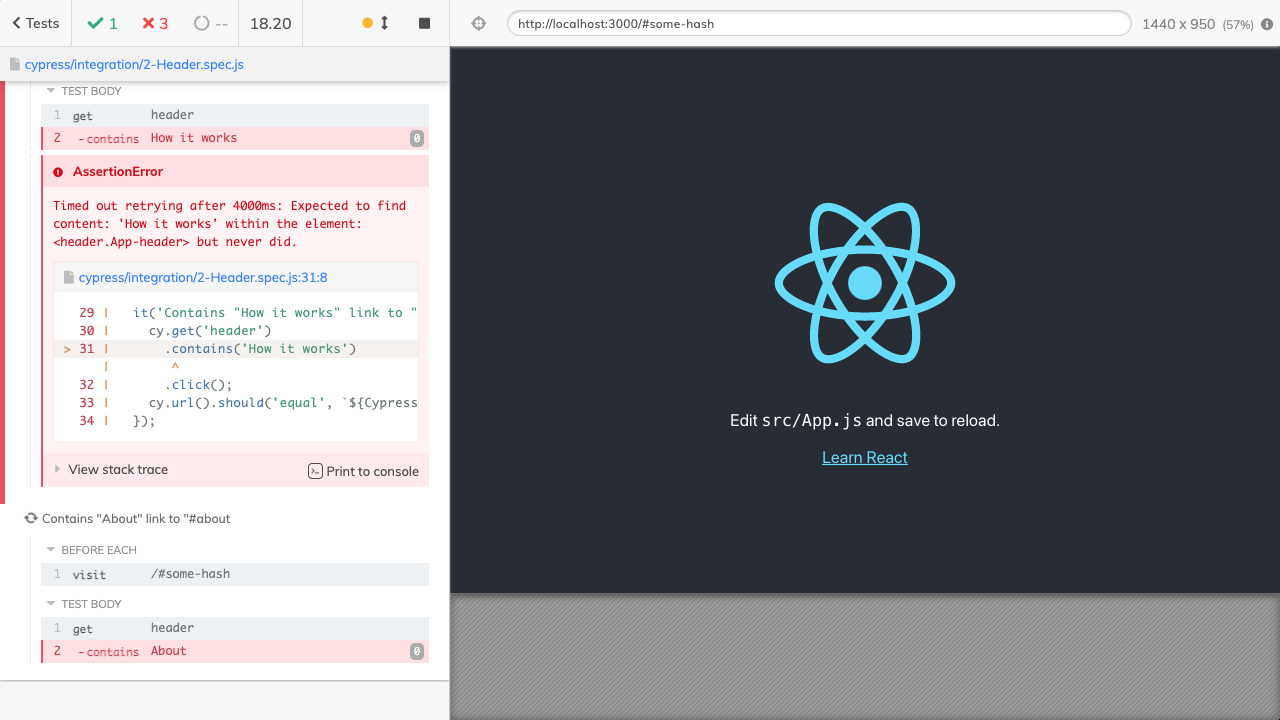 Tests
1
3
--
18.20
http://localhost:3000/#some-hash
1440 x 950 (57%)
cypress/integration/2-Header.spec.js
TEST BODY
1 get header
2 - contains How it works 0
AssertionError
Timed out retrying after 4000ms: Expected to find
content: 'How it works' within the element:
<header.App-header> but never did.
cypress/integration/2-Header.spec.js:31:8
29 | it('Contains "How it works" link to "
30 | cy.get('header')
> 31 | .contains('How it works')
| ^
32 | .click();
33 | cy.url().should('equal', `${Cypress
34 | });
View stack trace
Print to console
Contains "About" link to "#about
BEFORE EACH
1 visit /#some-hash
TEST BODY
1 get header
2 - contains About 0
Edit src/App.js and save to reload.
Learn React